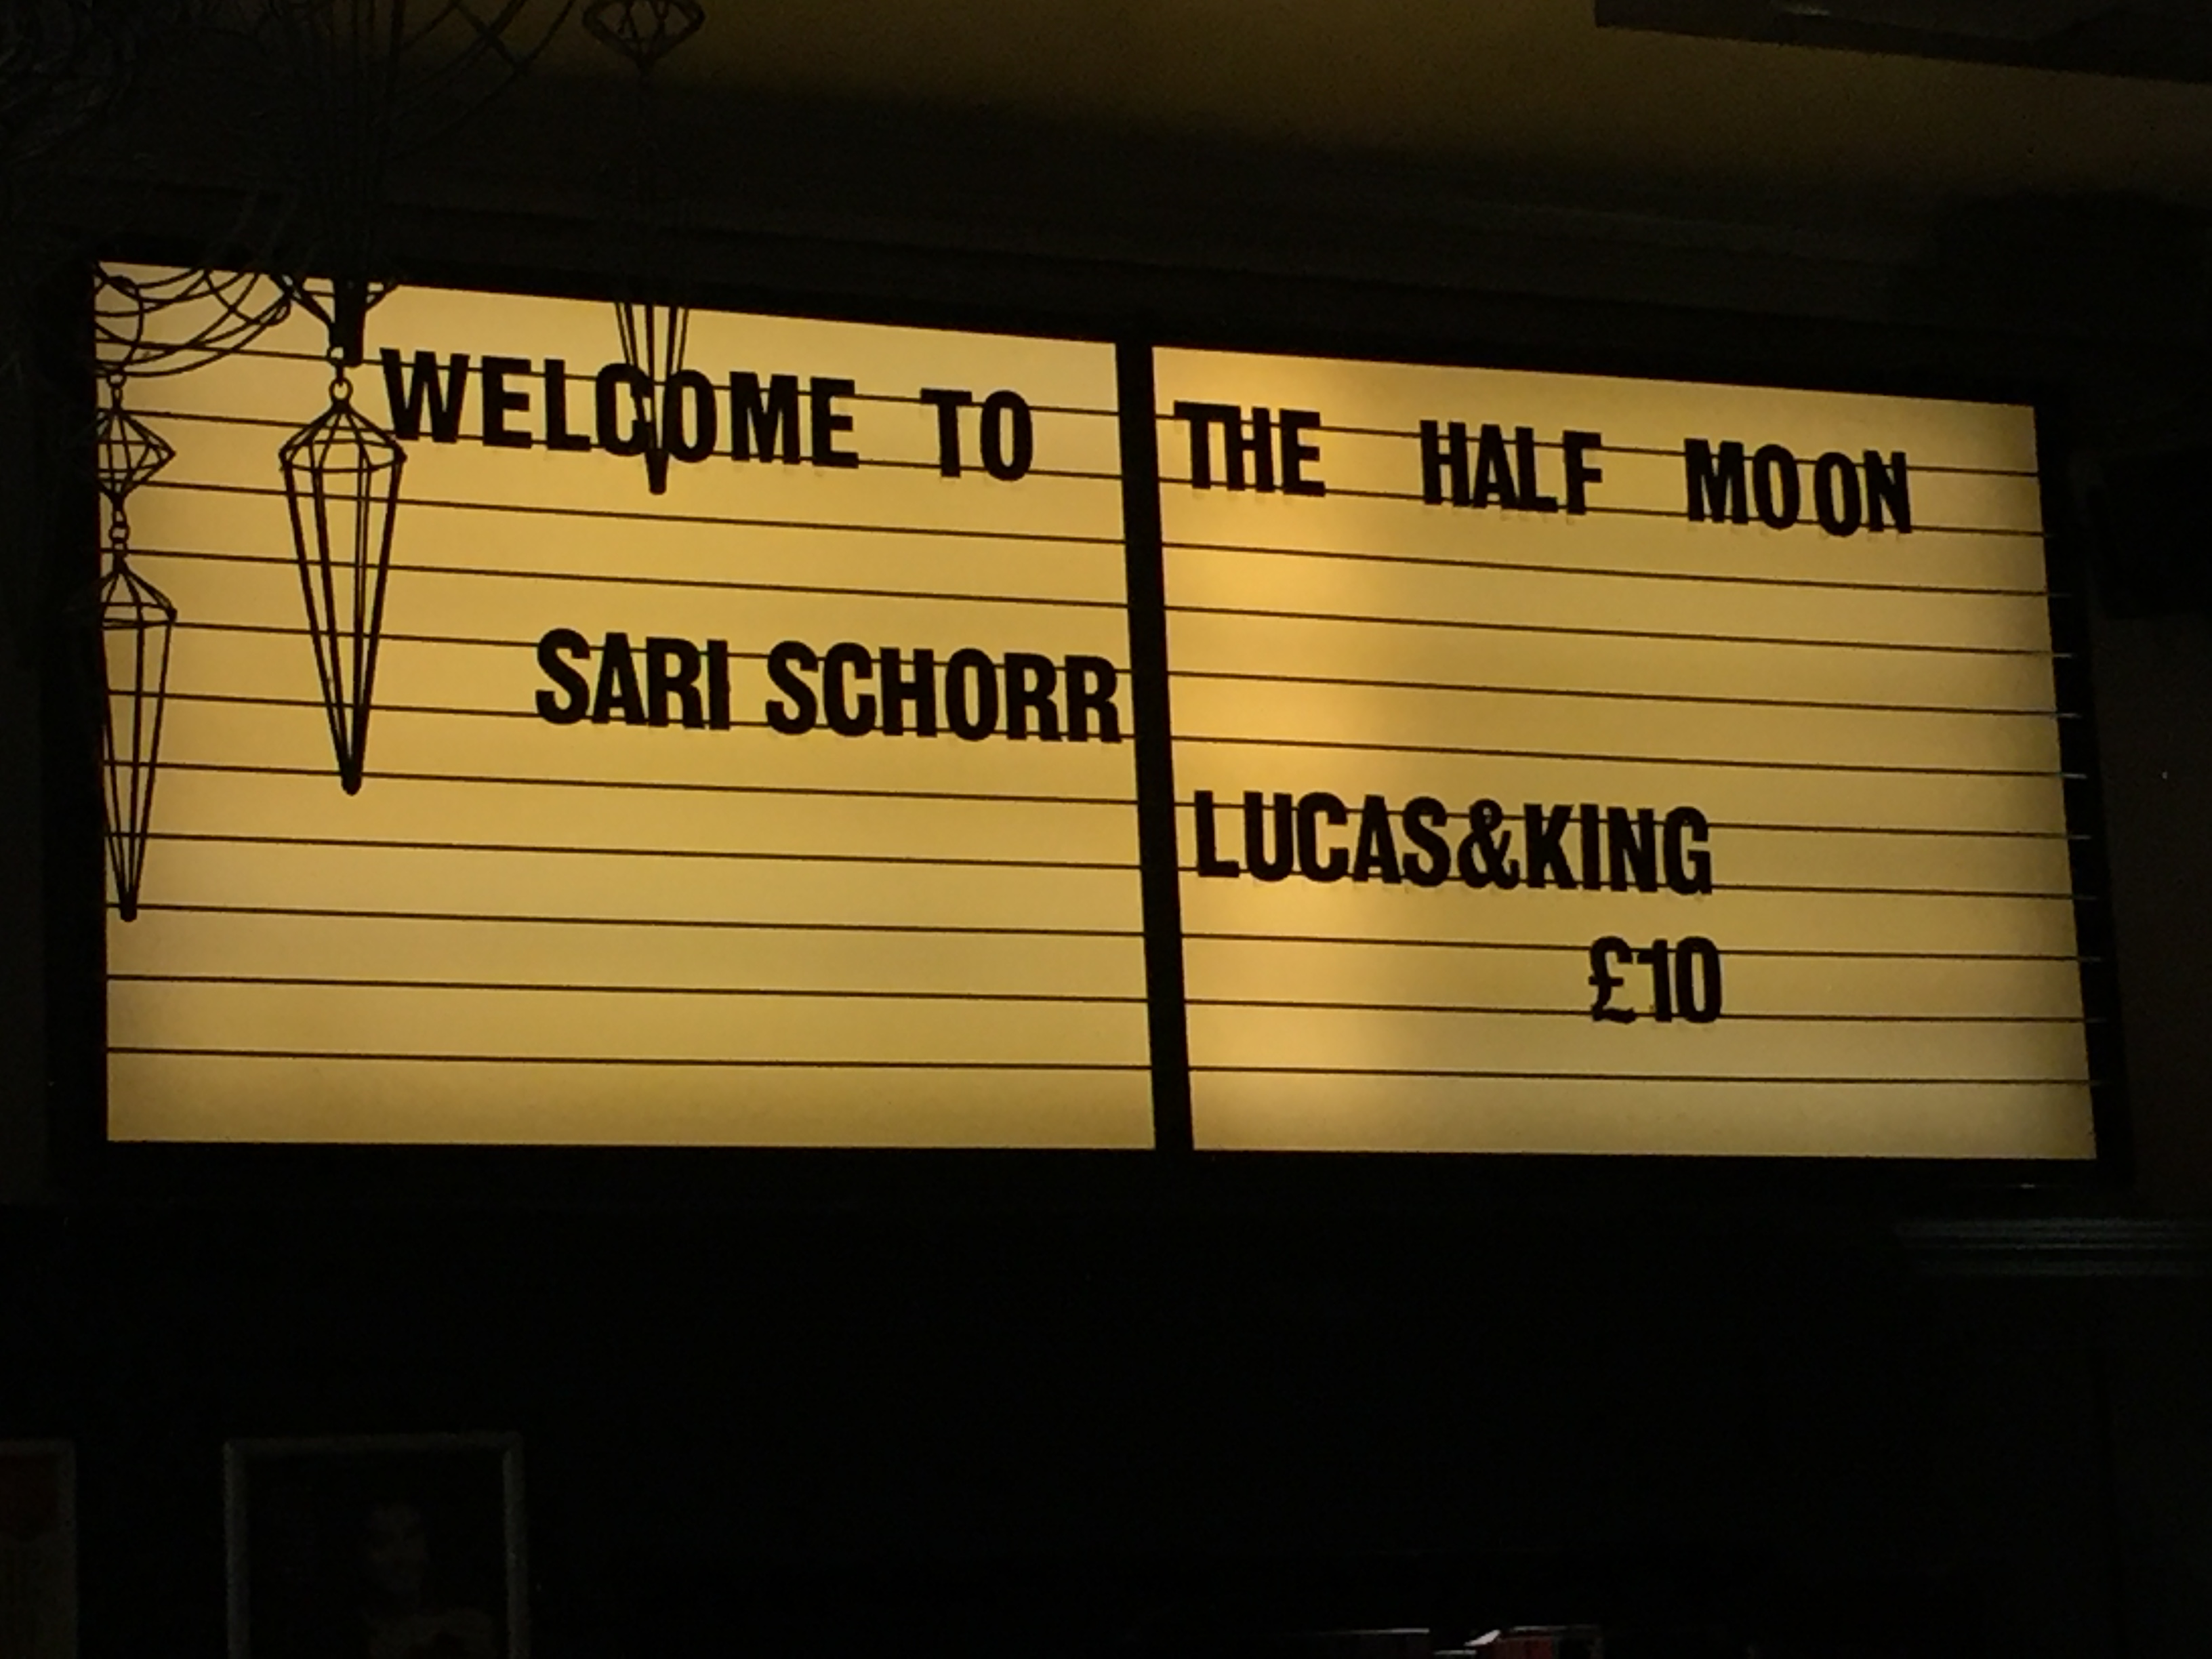 WELCOME TO THE HALF MOON
SARI SCHORR
LUCAS&KING
£10